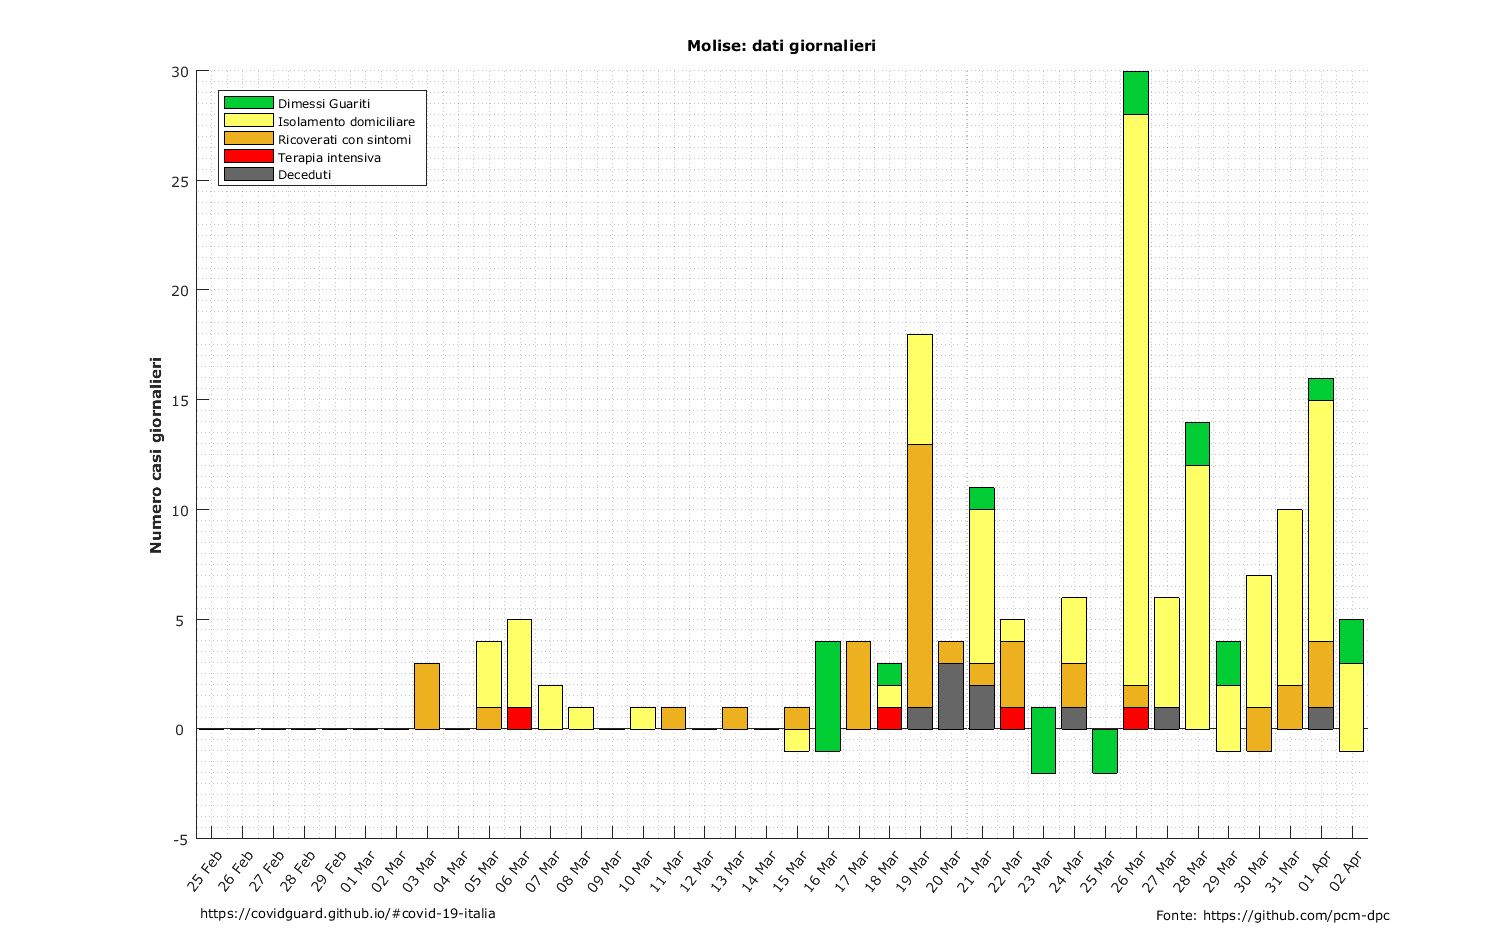 Molise: dati giornalieri
Dimessi Guariti
Isolamento domiciliare
Ricoverati con sintomi
Terapia intensiva
Deceduti
Numero casi giornalieri
30
25
20
15
10
5
0
-5
25 Feb
26 Feb
27 Feb
28 Feb
29 Feb
01 Mar
02 Mar
03 Mar
04 Mar
05 Mar
06 Mar
07 Mar
08 Mar
09 Mar
10 Mar
11 Mar
12 Mar
13 Mar
14 Mar
15 Mar
16 Mar
17 Mar
18 Mar
19 Mar
20 Mar
21 Mar
22 Mar
23 Mar
24 Mar
25 Mar
26 Mar
27 Mar
28 Mar
29 Mar
30 Mar
31 Mar
01 Apr
02 Apr
https://covidguard.github.io/#covid-19-italia
Fonte: https://github.com/pcm-dpc